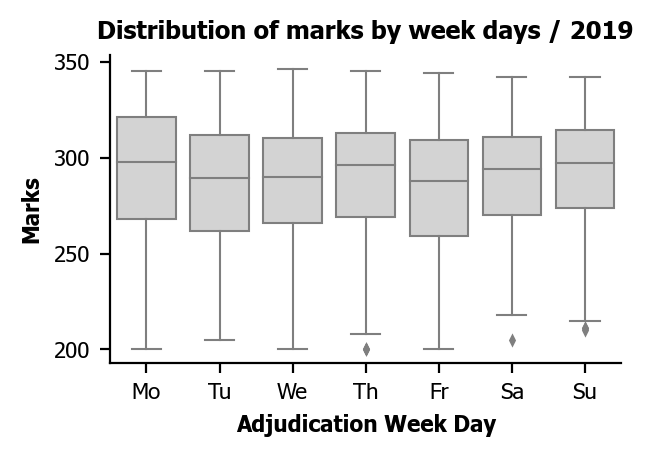 Distribution of marks by week days / 2019
350
300
250
200
Marks
Mo Tu We Th Fr Sa Su
Adjudication Week Day